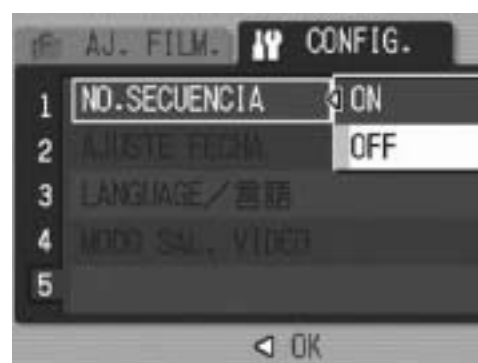 AJ. FILM. CONFIG.
1 NO.SECUENCIA ON
2 AJUSTE FECHA OFF
3 LANGUAGE/言語
4 MODO SAL. VIDEO
5
OK